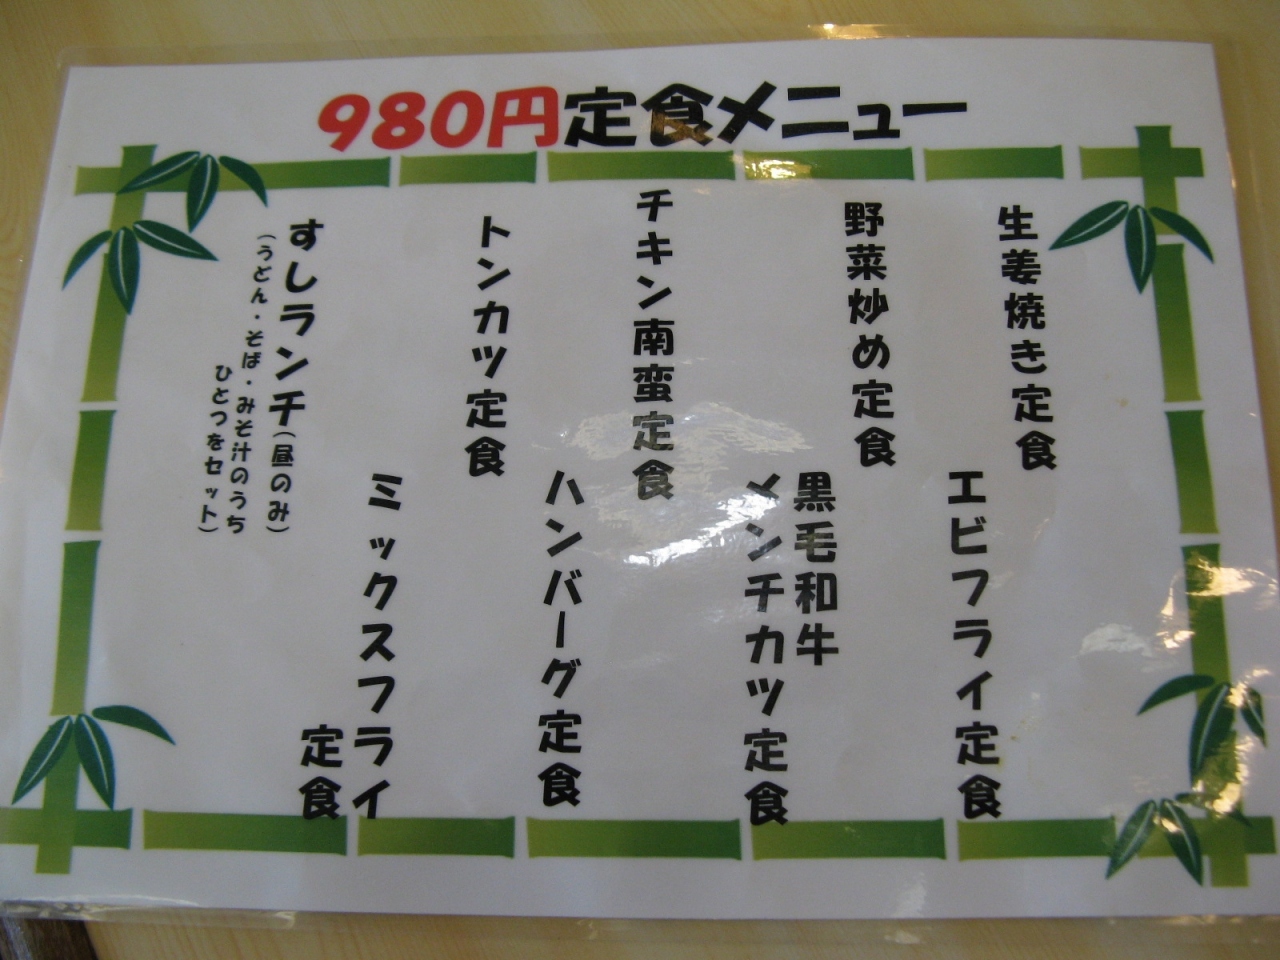 980円定食メニュー
生姜焼き定食
エビフライ定食
野菜炒め定食
黒毛和牛
メンチカツ定食
チキン南蛮定食
ハンバーグ定食
トンカツ定食
ミックスフライ
定食
すしランチ(昼のみ)
(うどん・そば・みそ汁のうち
ひとつをセット)